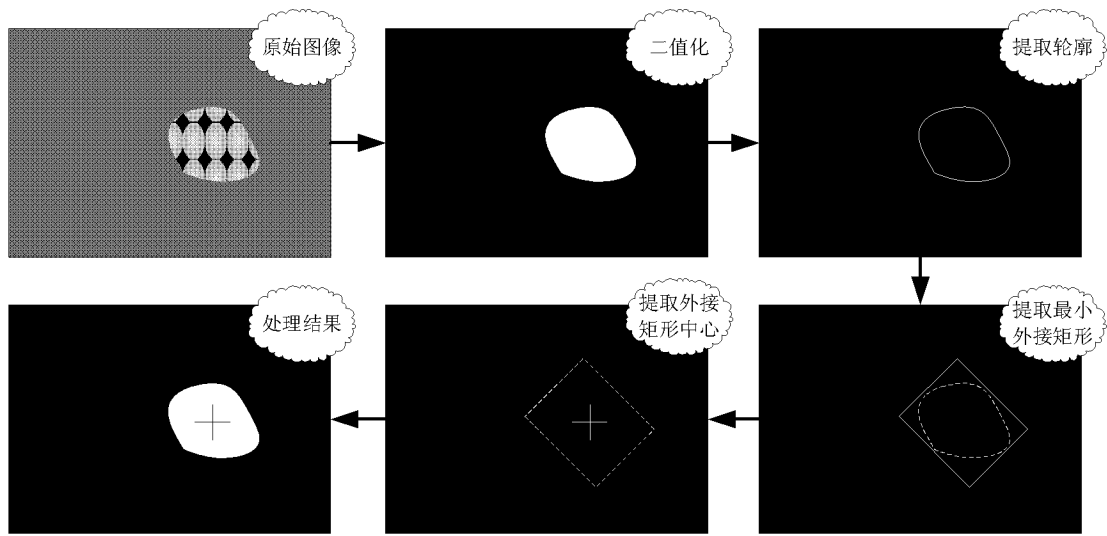 原始图像
二值化
提取轮廓
处理结果
提取外接
矩形中心
提取最小
外接矩形